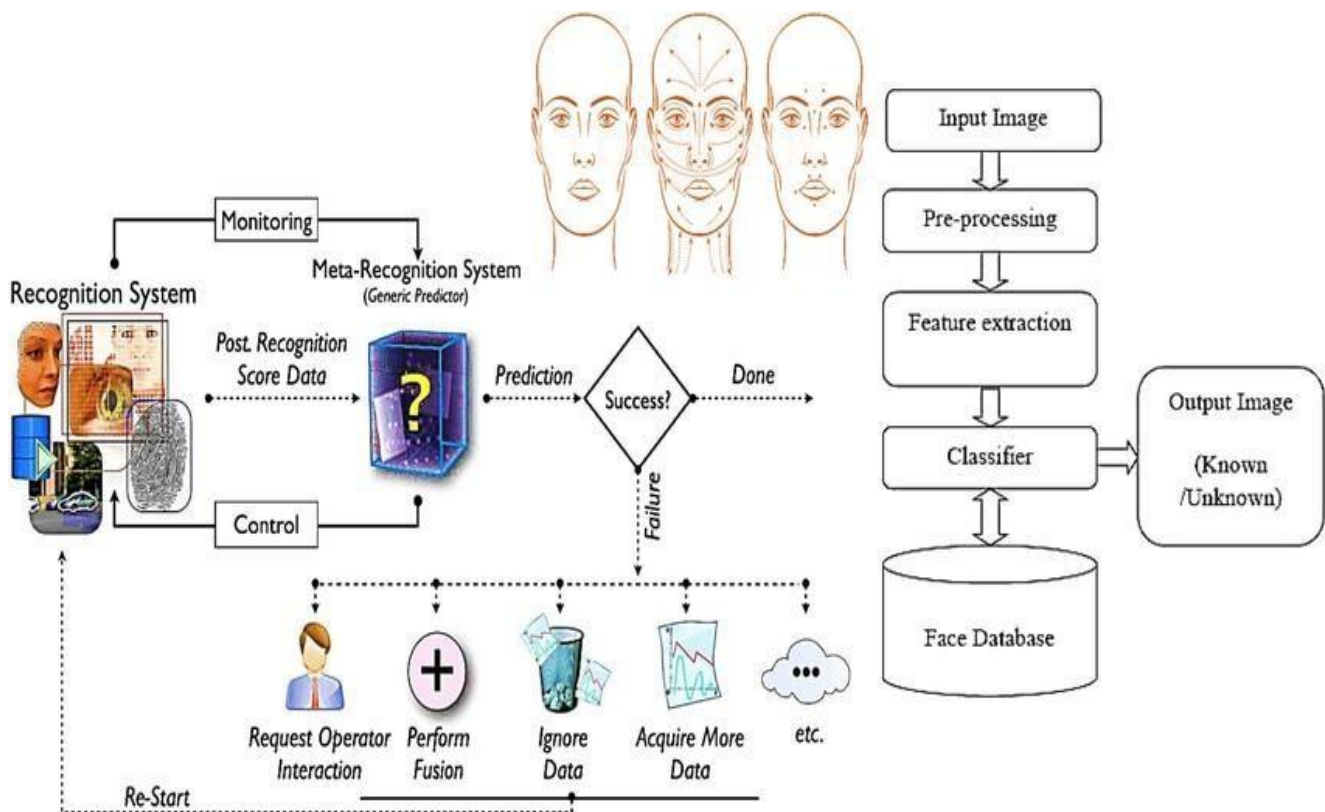 Monitoring
Meta-Recognition System
(Generic Predictor)
Recognition System
Post. Recognition
Score Data
?
Prediction
Success?
Done
Control
Failure
+
...
Request Operator
Interaction
Perform
Fusion
Ignore
Data
Acquire More
Data
etc.
Re-Start
Input Image
Pre-processing
Feature extraction
Classifier
Output Image
(Known
/Unknown)
Face Database